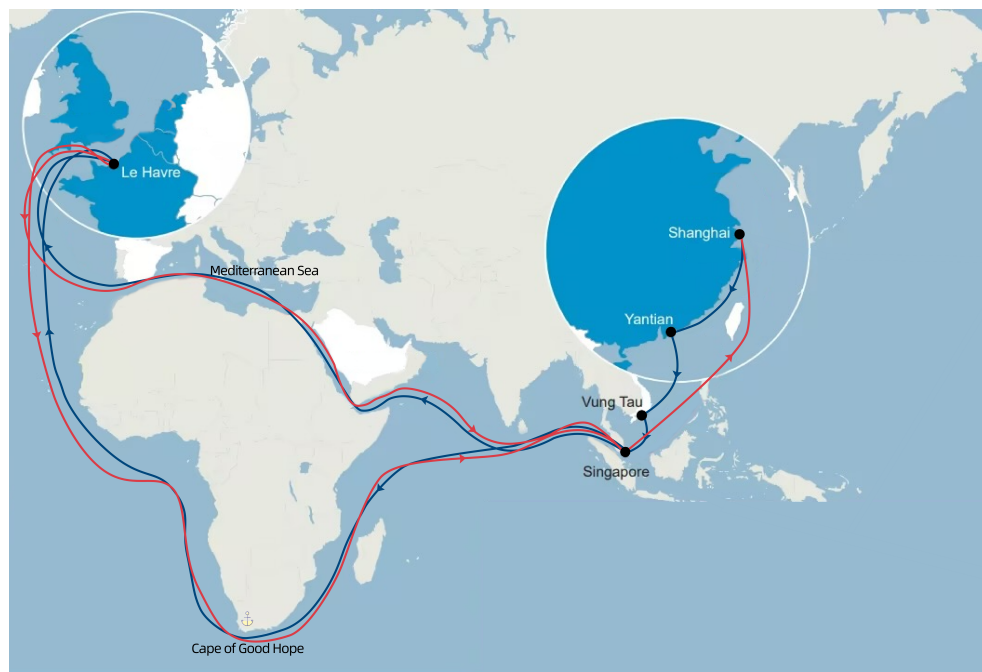 Le Havre
Shanghai
Mediterranean Sea
Yantian
Vung Tau
Singapore
Cape of Good Hope